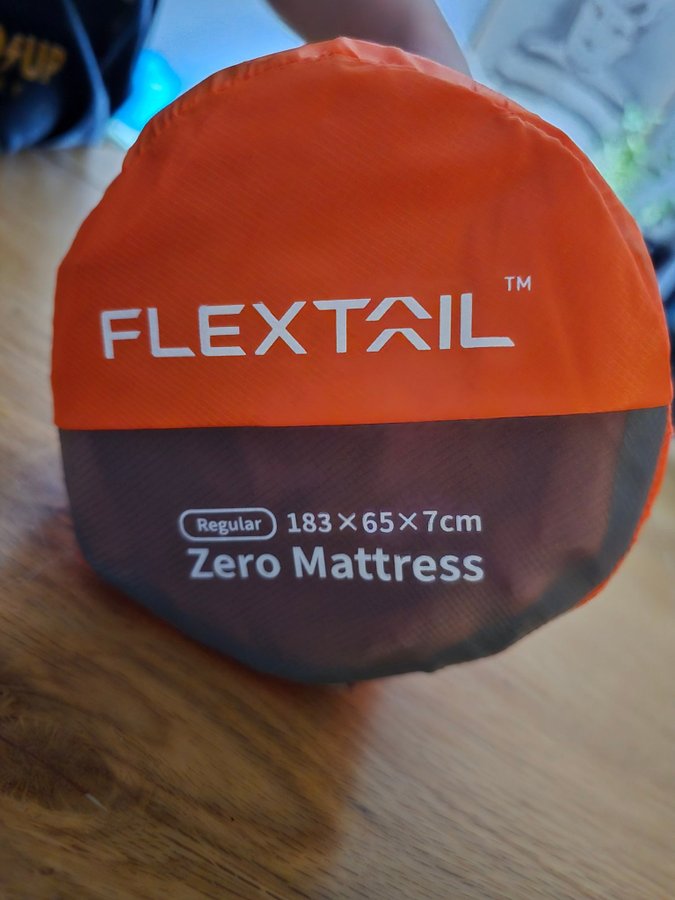 FLEXTAIL™
Regular 183×65×7cm
Zero Mattress